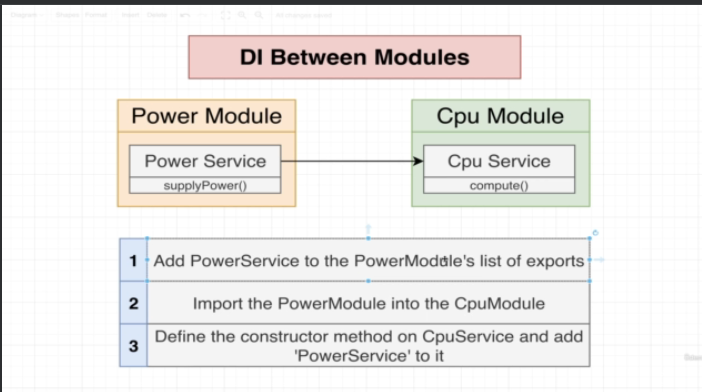 DI Between Modules
Power Module
Cpu Module
Power Service
supplyPower()
Cpu Service
compute()
1 Add PowerService to the PowerModule's list of exports
2 Import the PowerModule into the CpuModule
3 Define the constructor method on CpuService and add
'PowerService' to it